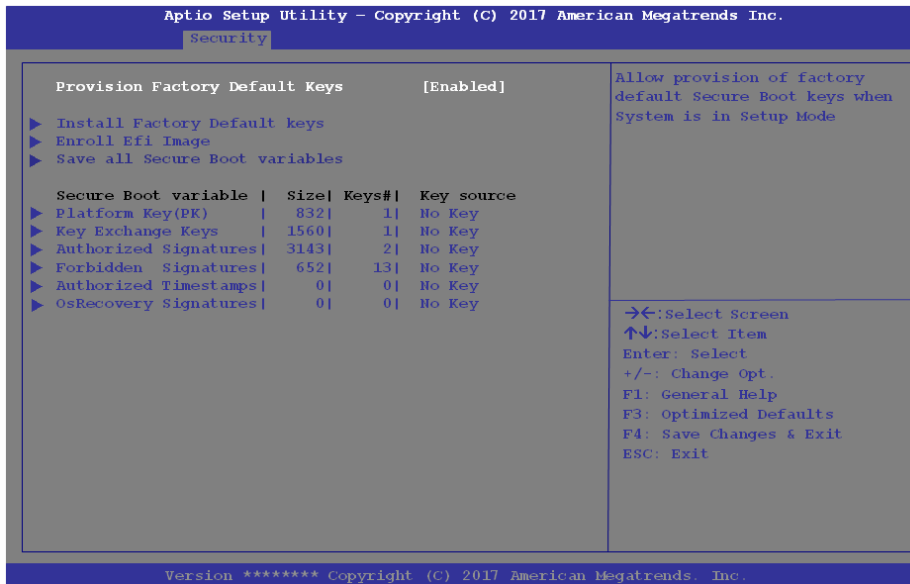 Aptio Setup Utility – Copyright (C) 2017 American Megatrends Inc.
Security
Provision Factory Default Keys [Enabled]
Install Factory Default keys
Enroll Efi Image
Save all Secure Boot variables
Secure Boot variable | Size| Keys#| Key source
Platform Key(PK) | 832| 1| No Key
Key Exchange Keys | 1560| 1| No Key
Authorized Signatures| 3143| 2| No Key
Forbidden Signatures| 652| 13| No Key
Authorized Timestamps| 0| 0| No Key
OsRecovery Signatures| 0| 0| No Key
Allow provision of factory
default Secure Boot keys when
System is in Setup Mode
→←:Select Screen
↑↓:Select Item
Enter: Select
+/-: Change Opt.
F1: General Help
F3: Optimized Defaults
F4: Save Changes & Exit
ESC: Exit
Version ******** Copyright (C) 2017 American Megatrends. Inc.